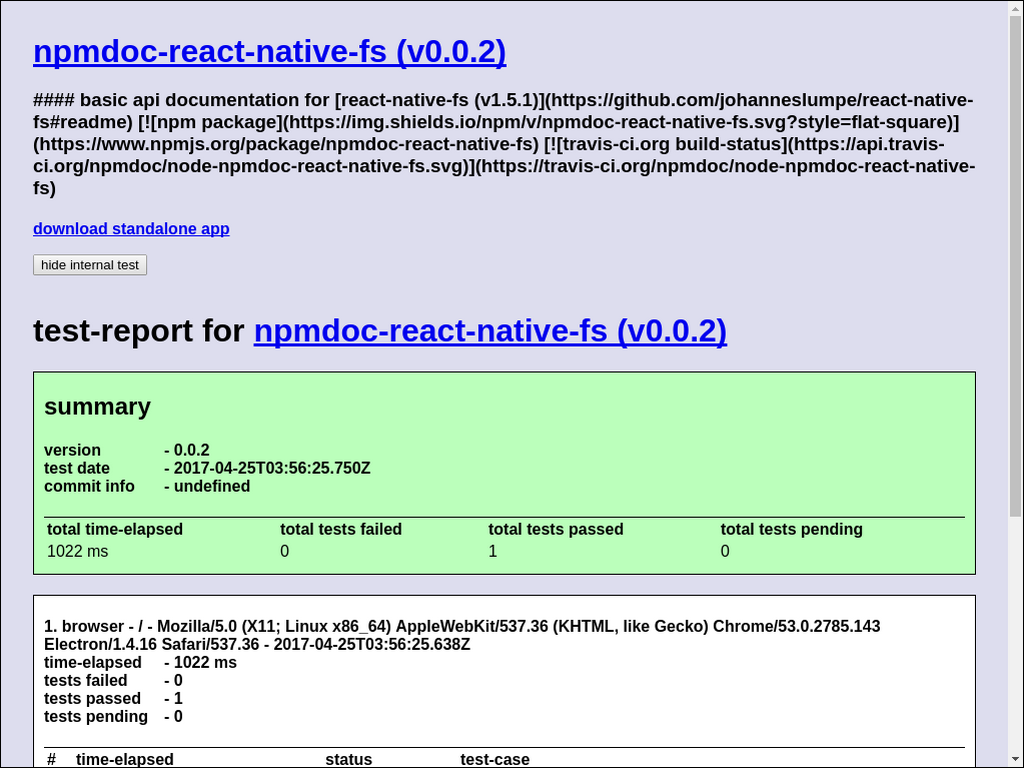 npmdoc-react-native-fs (v0.0.2)
#### basic api documentation for [react-native-fs (v1.5.1)](https://github.com/johanneslumpe/react-native-
fs#readme) [![npm package](https://img.shields.io/npm/v/npmdoc-react-native-fs.svg?style=flat-square)]
(https://www.npmjs.org/package/npmdoc-react-native-fs) [![travis-ci.org build-status](https://api.travis-
ci.org/npmdoc/node-npmdoc-react-native-fs.svg)](https://travis-ci.org/npmdoc/node-npmdoc-react-native-
fs)
download standalone app
hide internal test
test-report for npmdoc-react-native-fs (v0.0.2)
summary
version - 0.0.2
test date - 2017-04-25T03:56:25.750Z
commit info - undefined
total time-elapsed total tests failed total tests passed total tests pending
1022 ms 0 1 0
1. browser - / - Mozilla/5.0 (X11; Linux x86_64) AppleWebKit/537.36 (KHTML, like Gecko) Chrome/53.0.2785.143
Electron/1.4.16 Safari/537.36 - 2017-04-25T03:56:25.638Z
time-elapsed - 1022 ms
tests failed - 0
tests passed - 1
tests pending - 0
# time-elapsed status test-case